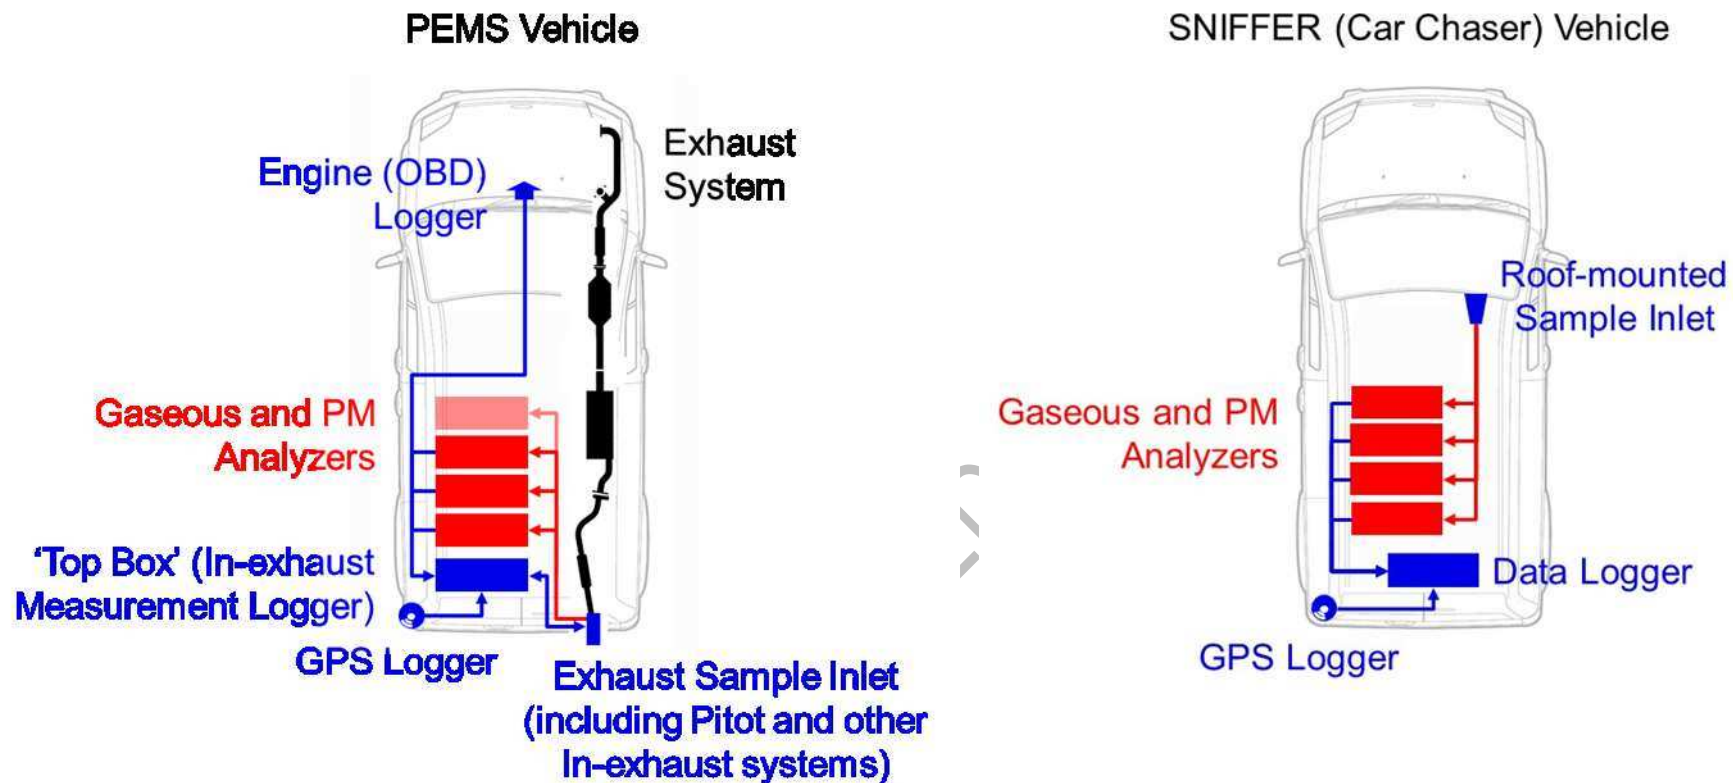 PEMS Vehicle
Engine (OBD)
Logger
Exhaust
System
Gaseous and PM
Analyzers
‘Top Box’ (In-exhaust
Measurement Logger)
GPS Logger
Exhaust Sample Inlet
(including Pitot and other
In-exhaust systems)
SNIFFER (Car Chaser) Vehicle
Roof-mounted
Sample Inlet
Gaseous and PM
Analyzers
Data Logger
GPS Logger